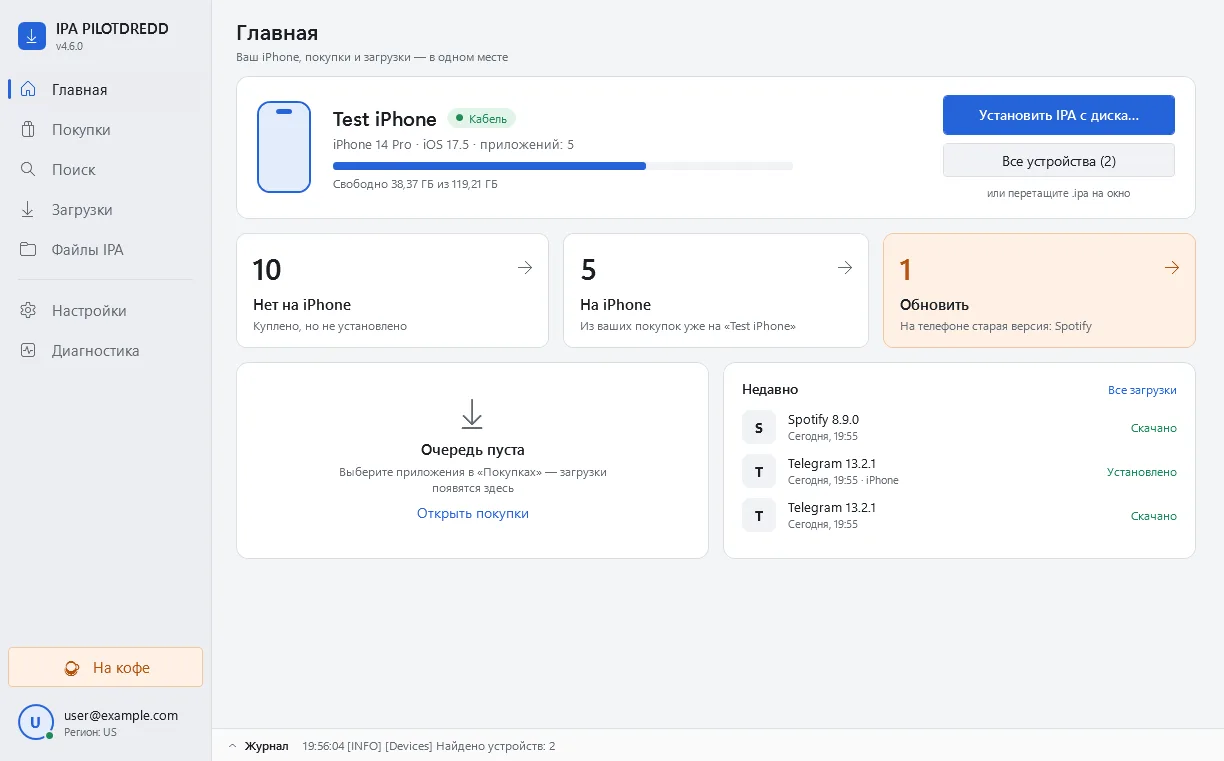 IPA PILOTDREDD
v4.6.0
Главная
Покупки
Поиск
Загрузки
Файлы IPA
Настройки
Диагностика
На кофе
U
user@example.com
Регион: US
Главная
Ваш iPhone, покупки и загрузки — в одном месте
Test iPhone
Кабель
iPhone 14 Pro · iOS 17.5 · приложений: 5
Свободно 38,37 ГБ из 119,21 ГБ
Установить IPA с диска...
Все устройства (2)
или перетащите .ipa на окно
10
Нет на iPhone
Куплено, но не установлено
5
На iPhone
Из ваших покупок уже на «Test iPhone»
1
Обновить
На телефоне старая версия: Spotify
Очередь пуста
Выберите приложения в «Покупках» — загрузки
появятся здесь
Открыть покупки
Недавно
Все загрузки
S
Spotify 8.9.0
Сегодня, 19:55
Скачано
T
Telegram 13.2.1
Сегодня, 19:55 · iPhone
Установлено
T
Telegram 13.2.1
Сегодня, 19:55
Скачано
Журнал
19:56:04 [INFO] [Devices] Найдено устройств: 2